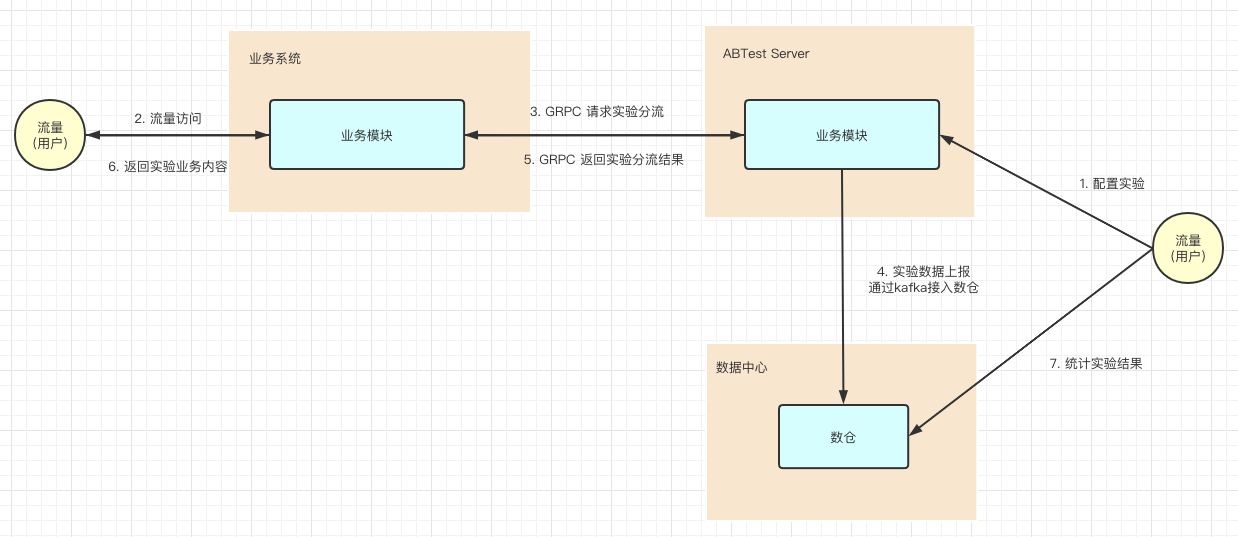 业务系统
ABTest Server
流量
(用户)
2. 流量访问
6. 返回实验业务内容
业务模块
3. GRPC 请求实验分流
5. GRPC 返回实验分流结果
业务模块
1. 配置实验
流量
(用户)
4. 实验数据上报
通过kafka接入数仓
数据中心
7. 统计实验结果
数仓